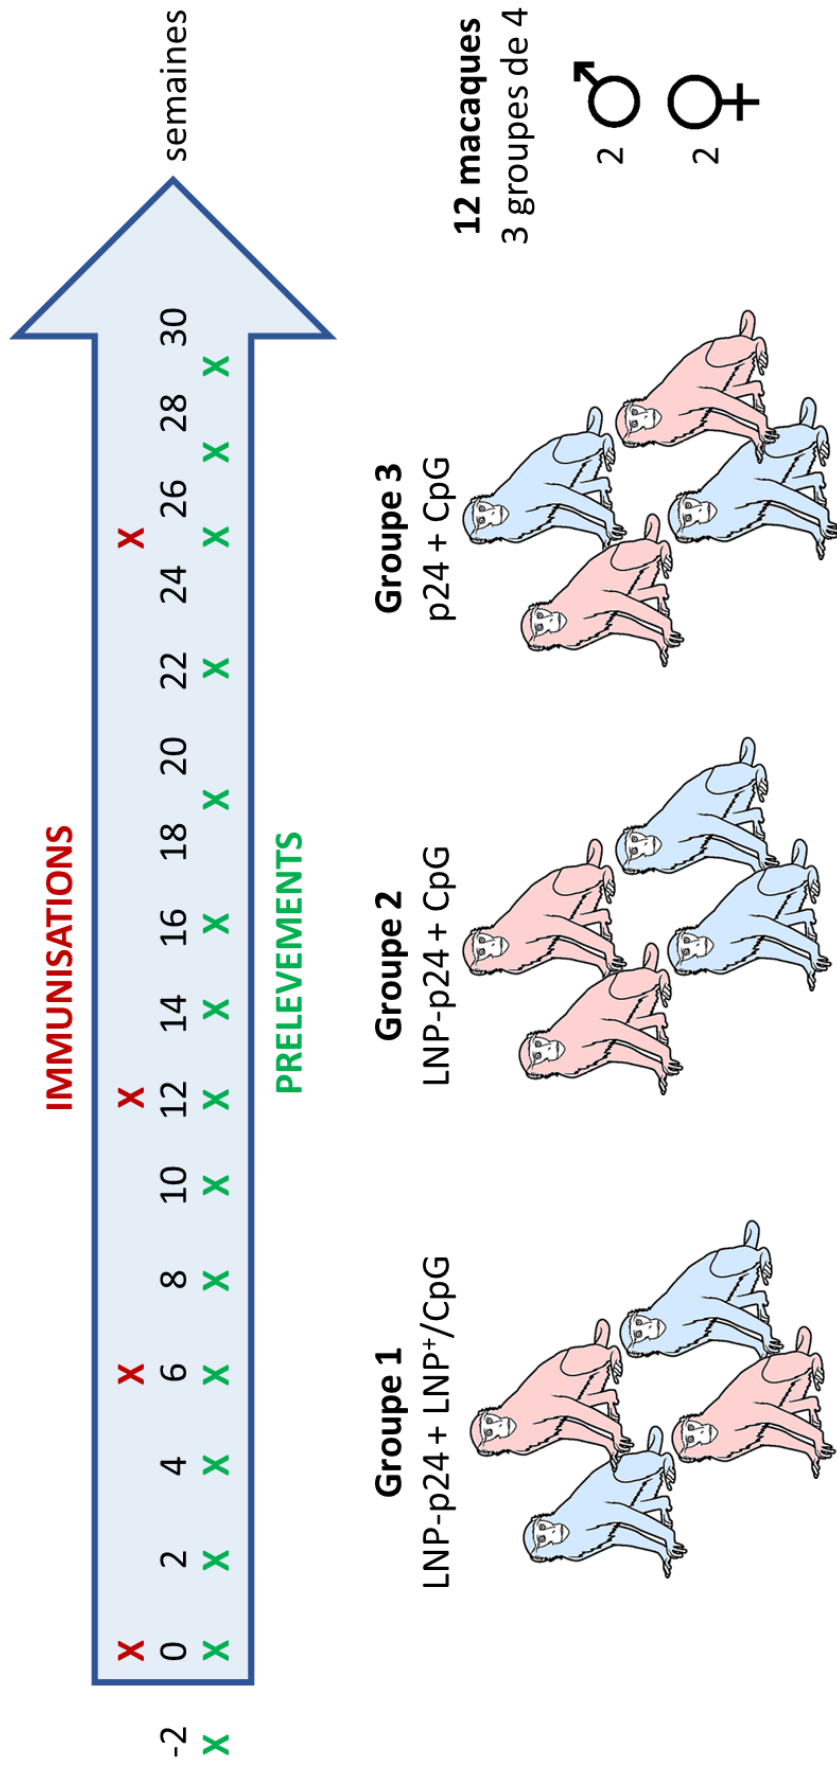 IMMUNISATIONS
X X X X
-2 0 2 4 6 8 10 12 14 16 18 20 22 24 26 28 30 semaines
X X X X X X X X X X X X X X X
PRELEVEMENTS
Groupe 1
LNP-p24 + LNP⁺/CpG
Groupe 2
LNP-p24 + CpG
Groupe 3
p24 + CpG
12 macaques
3 groupes de 4
2 ♂
2 ♀